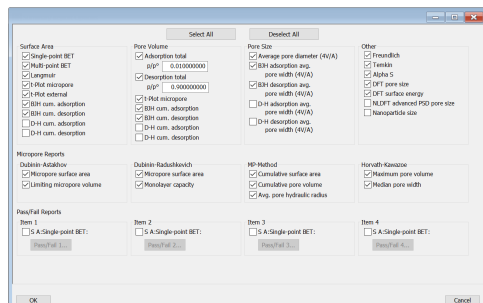 Select All
Deselect All
Surface Area
Single-point BET
Multi-point BET
Langmuir
t-Plot micropore
t-Plot external
BJH cum. adsorption
BJH cum. desorption
D-H cum. adsorption
D-H cum. desorption
Pore Volume
Adsorption total
p/p° 0.010000000
Desorption total
p/p° 0.900000000
t-Plot micropore
BJH cum. adsorption
BJH cum. desorption
D-H cum. adsorption
D-H cum. desorption
Pore Size
Average pore diameter (4V/A)
BJH adsorption avg.
pore width (4V/A)
BJH desorption avg.
pore width (4V/A)
D-H adsorption avg.
pore width (4V/A)
D-H desorption avg.
pore width (4V/A)
Other
Freundlich
Temkin
Alpha S
DFT pore size
DFT surface energy
NLDFT advanced PSD pore size
Nanoparticle size
Micropore Reports
Dubinin-Astakhov
Micropore surface area
Limiting micropore volume
Dubinin-Radushkevich
Micropore surface area
Monolayer capacity
MP-Method
Cumulative surface area
Cumulative pore volume
Avg. pore hydraulic radius
Horvath-Kawazoe
Maximum pore volume
Median pore width
Pass/Fail Reports
Item 1
S A:Single-point BET:
Pass/Fail 1...
Item 2
S A:Single-point BET:
Pass/Fail 2...
Item 3
S A:Single-point BET:
Pass/Fail 3...
Item 4
S A:Single-point BET:
Pass/Fail 4...
OK
Cancel